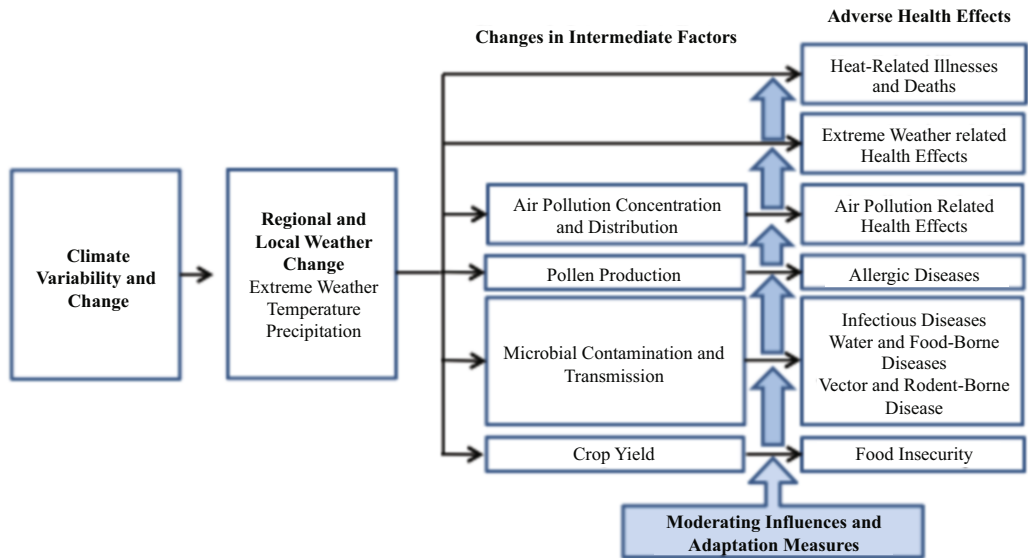 Adverse Health Effects
Changes in Intermediate Factors
Heat-Related Illnesses
and Deaths
Extreme Weather related
Health Effects
Climate
Variability and
Change
Regional and
Local Weather
Change
Extreme Weather
Temperature
Precipitation
Air Pollution Concentration
and Distribution
Air Pollution Related
Health Effects
Pollen Production
Allergic Diseases
Microbial Contamination and
Transmission
Infectious Diseases
Water and Food-Borne
Diseases
Vector and Rodent-Borne
Disease
Crop Yield
Food Insecurity
Moderating Influences and
Adaptation Measures